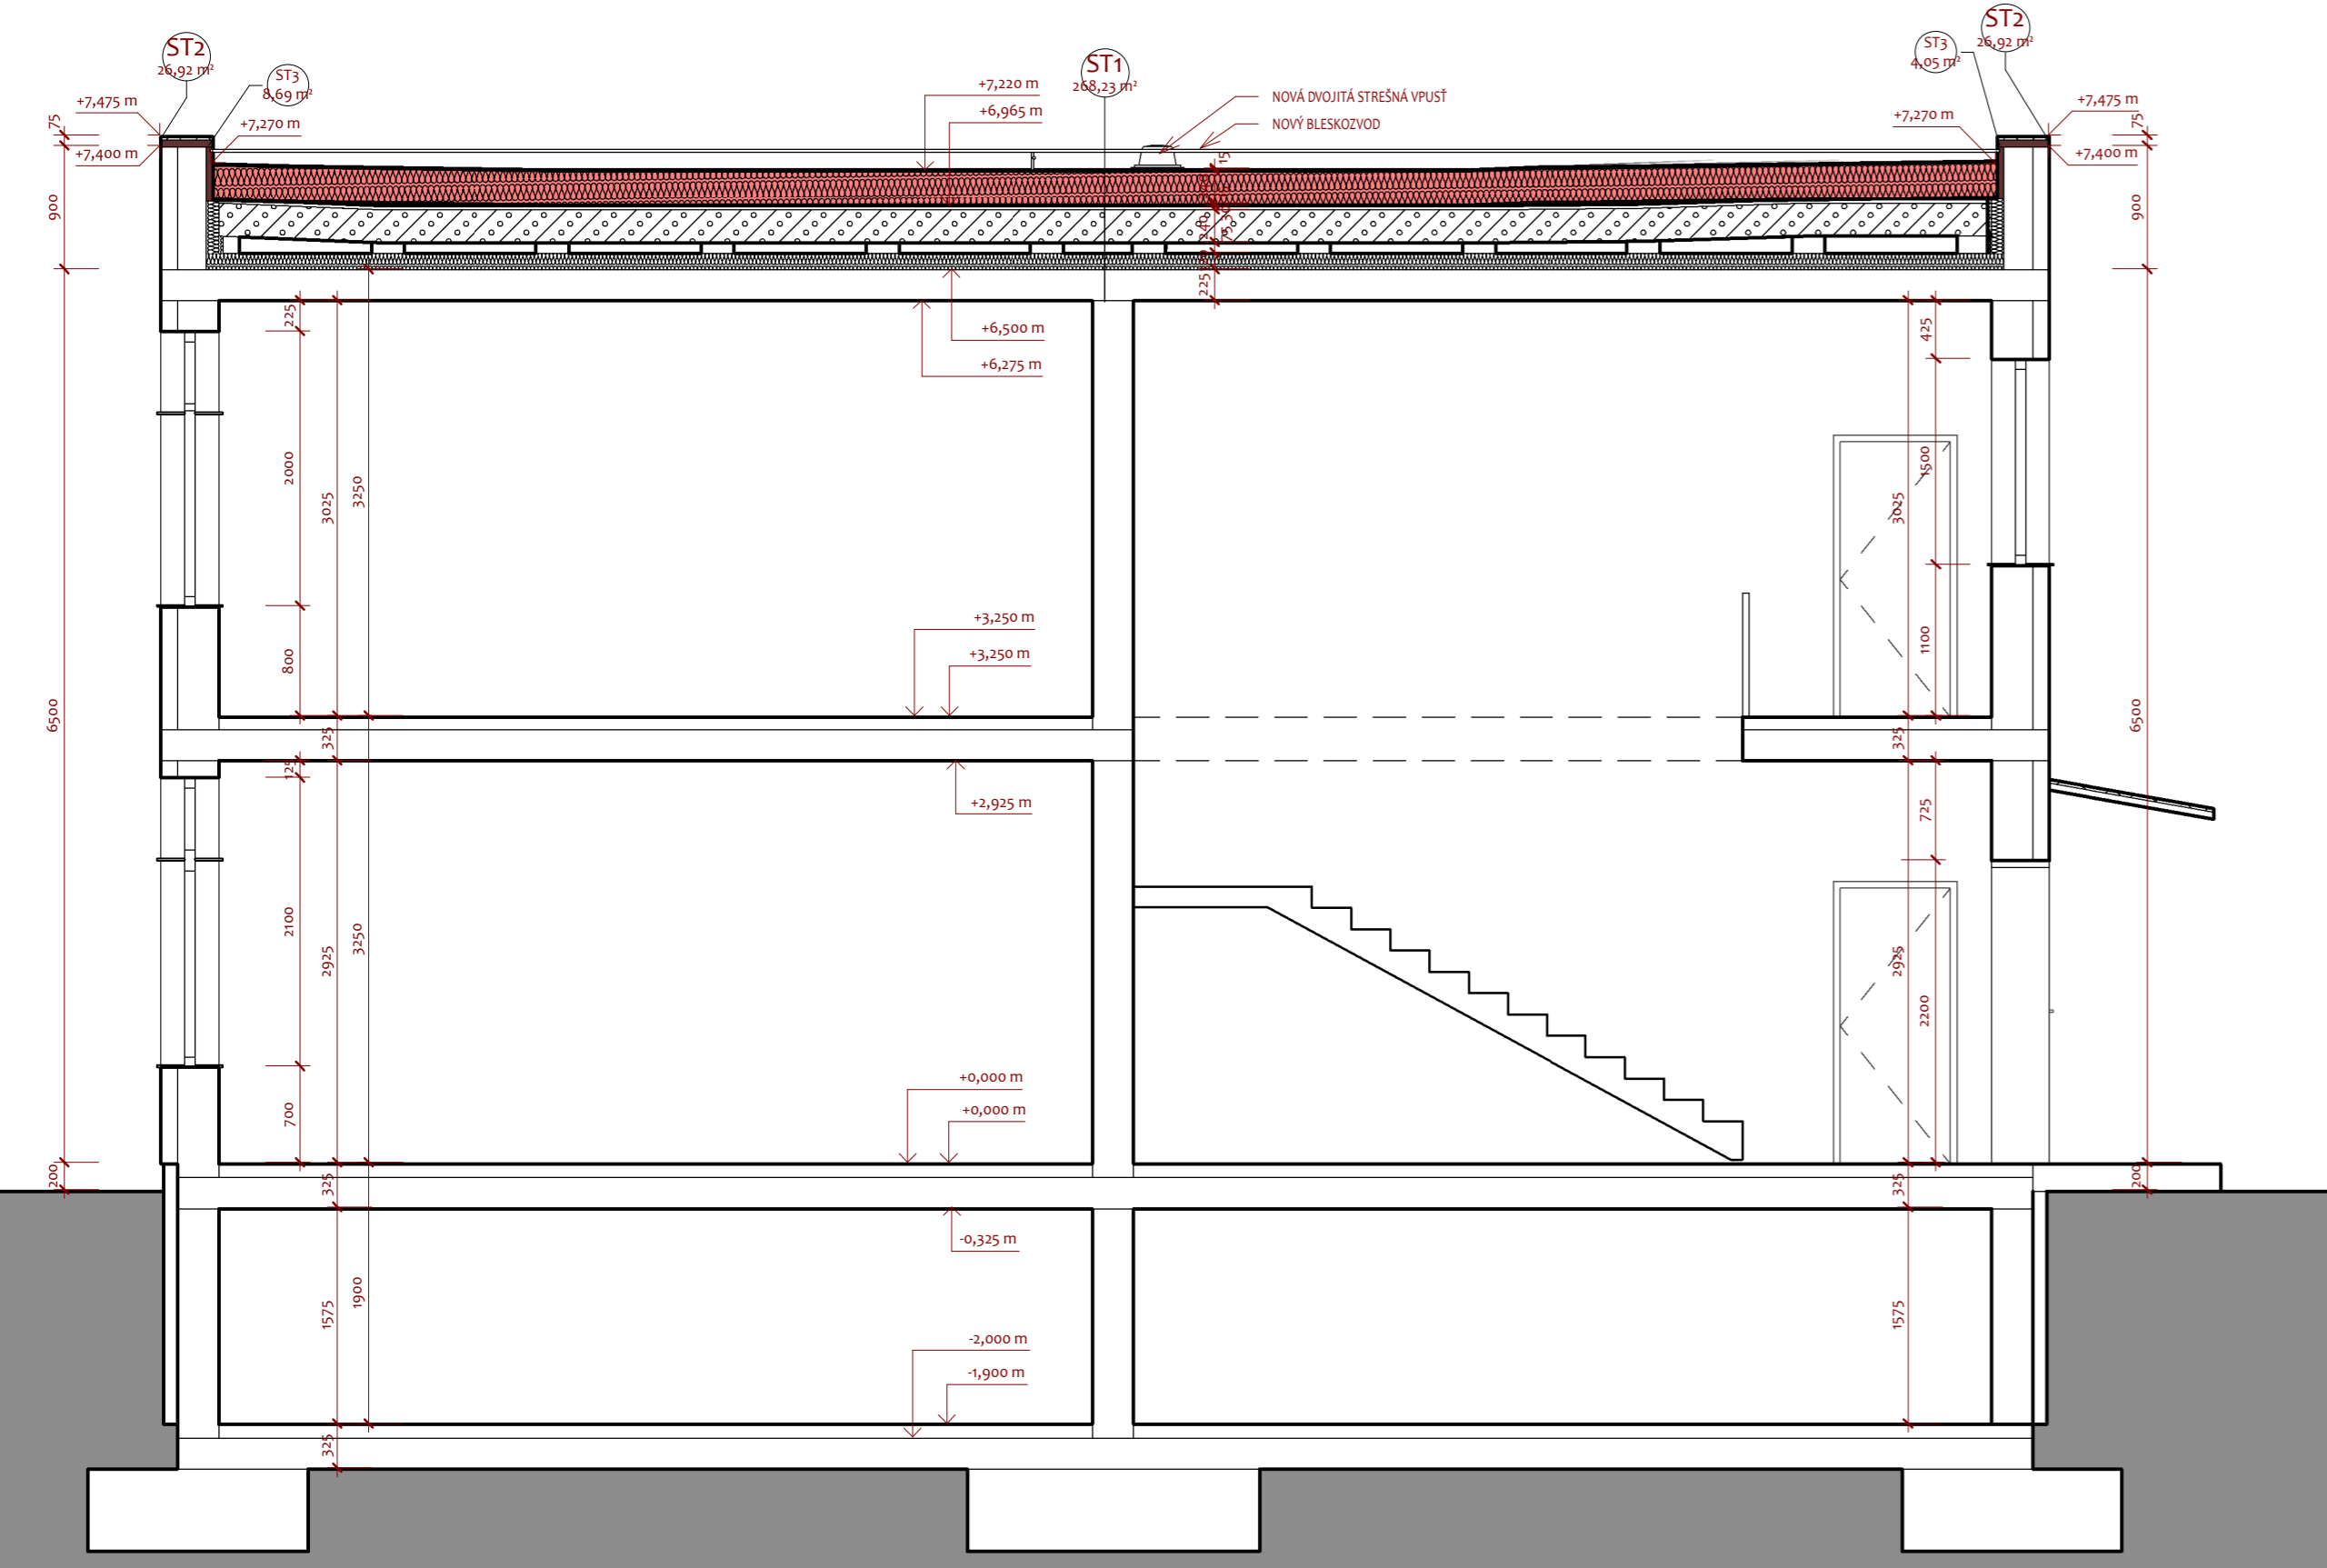 ST2
26,92 m²
ST3
8,69 m²
ST1
268,23 m²
ST2
26,92 m²
ST3
4,05 m²
+7,475 m
+7,270 m
+7,400 m
75
900
6500
200
+7,220 m
+6,965 m
NOVÁ DVOJITÁ STREŠNÁ VPUSŤ
NOVÝ BLESKOZVOD
+7,270 m
+7,475 m
+7,400 m
75
900
6500
200
15
240
75
225
+6,500 m
+6,275 m
225
2000
800
3025
3250
325
125
2100
700
2925
3250
325
1575
1900
325
+3,250 m
+3,250 m
+2,925 m
+0,000 m
+0,000 m
-0,325 m
-2,000 m
-1,900 m
425
1500
1100
3025
325
725
2200
2925
325
1575